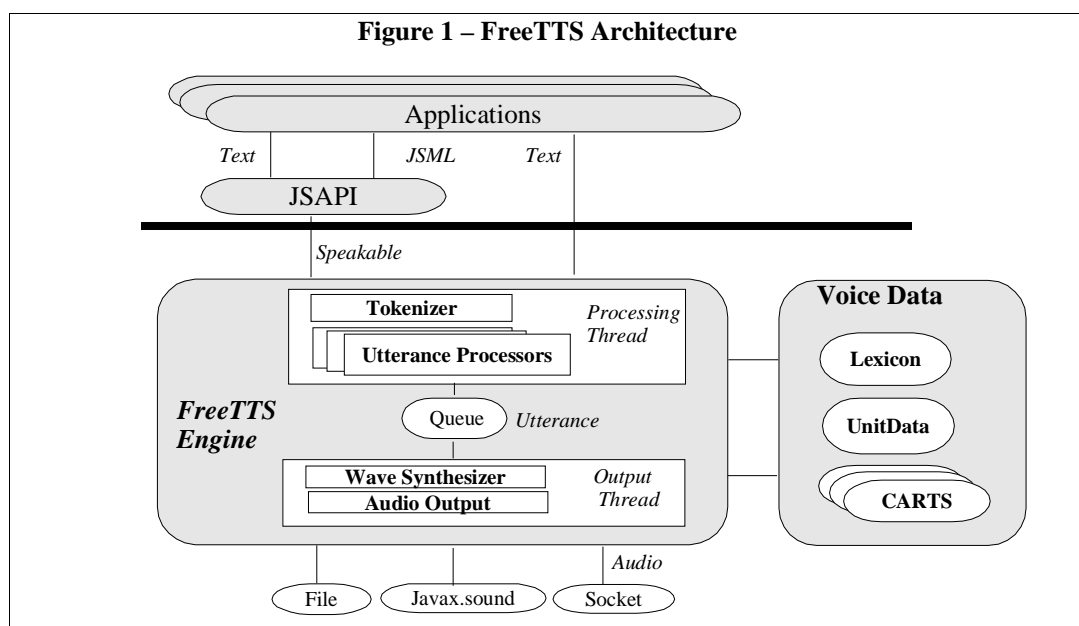 Figure 1 – FreeTTS Architecture
Applications
Text
JSML
Text
JSAPI
Speakable
Tokenizer
Processing
Thread
Utterance Processors
FreeTTS
Engine
Queue
Utterance
Wave Synthesizer
Audio Output
Output
Thread
Voice Data
Lexicon
UnitData
CARTS
Audio
File
Javax.sound
Socket